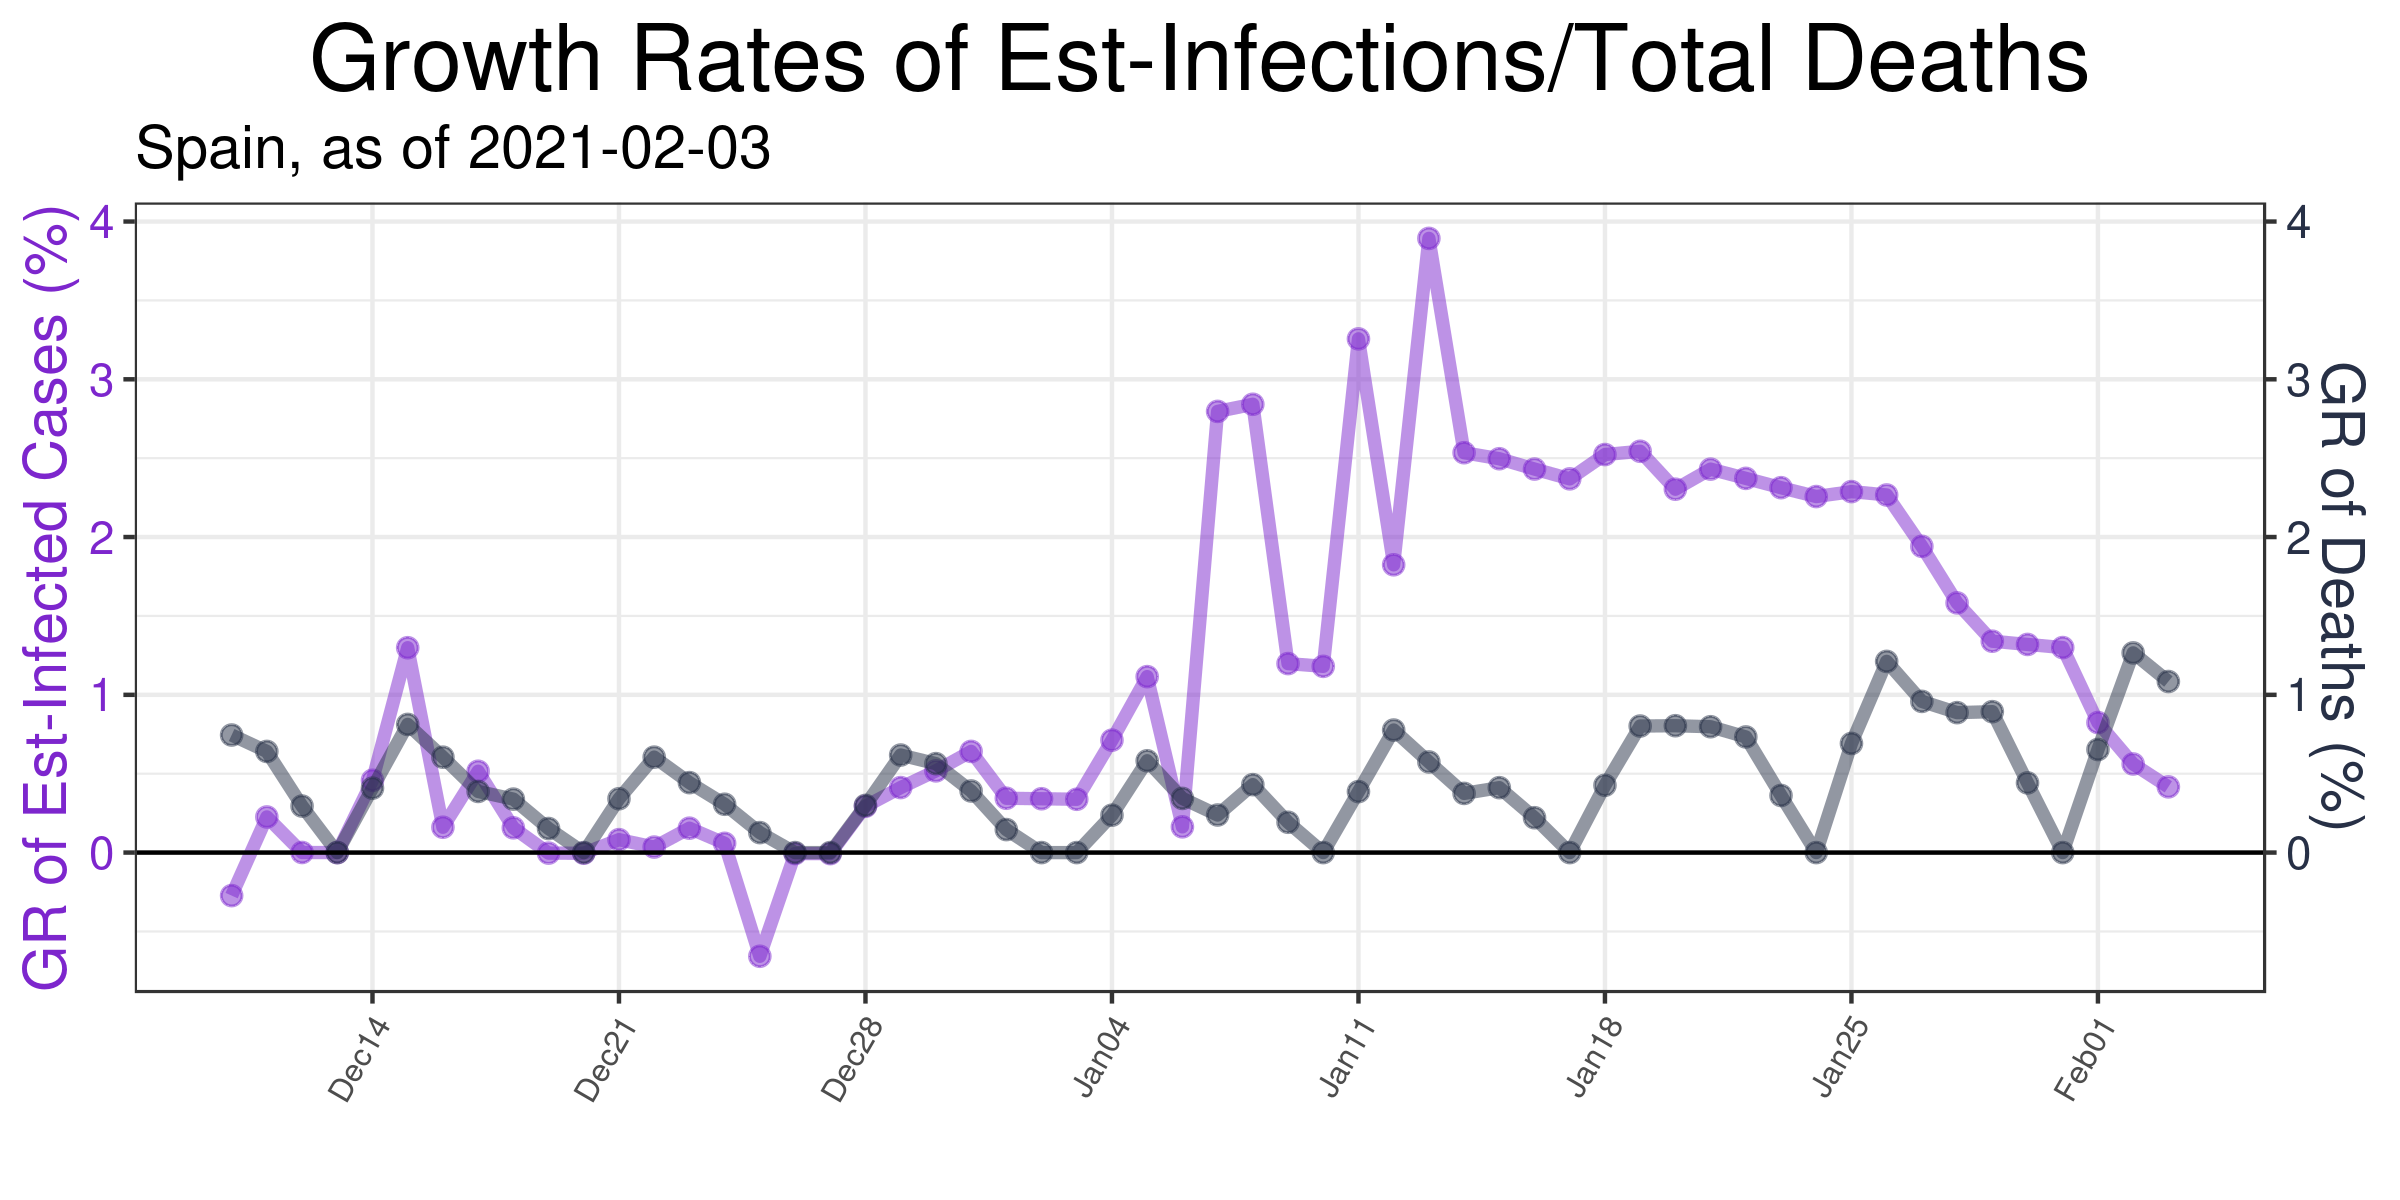 Growth Rates of Est-Infections/Total Deaths
Spain, as of 2021-02-03
GR of Est-Infected Cases (%)
4
3
2
1
0
4
3
2
1
0
GR of Deaths (%)
Dec14
Dec21
Dec28
Jan04
Jan11
Jan18
Jan25
Feb01